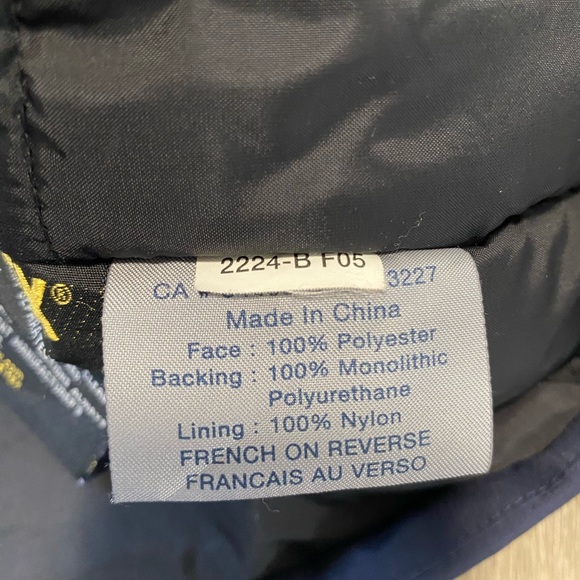 2224-B F05
CA # 3227
Made In China
Face : 100% Polyester
Backing : 100% Monolithic
Polyurethane
Lining : 100% Nylon
FRENCH ON REVERSE
FRANCAIS AU VERSO